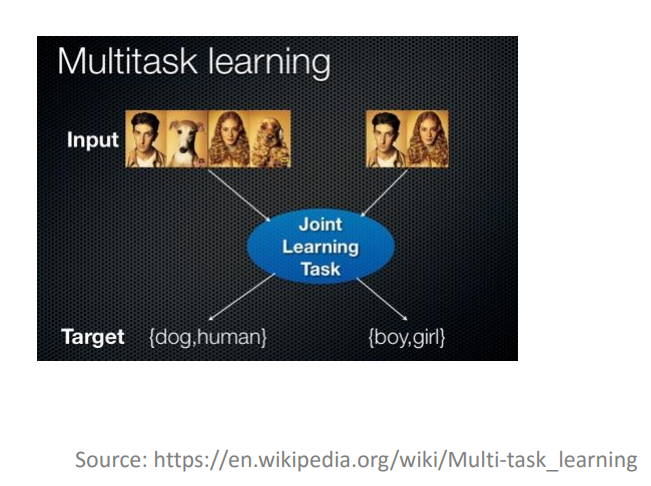 Multitask learning
Input
Joint
Learning
Task
Target {dog,human} {boy,girl}
Source: https://en.wikipedia.org/wiki/Multi-task_learning